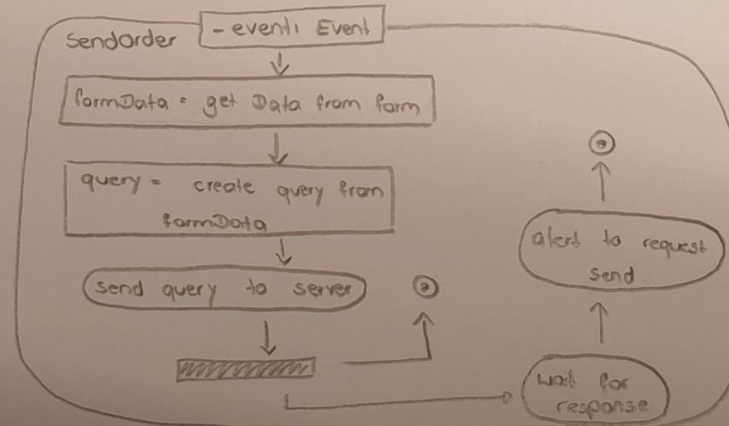 sendOrder
- event: Event
formData = get Data from form
query = create query from
formData
send query to server
alert to request
send
wait for
response